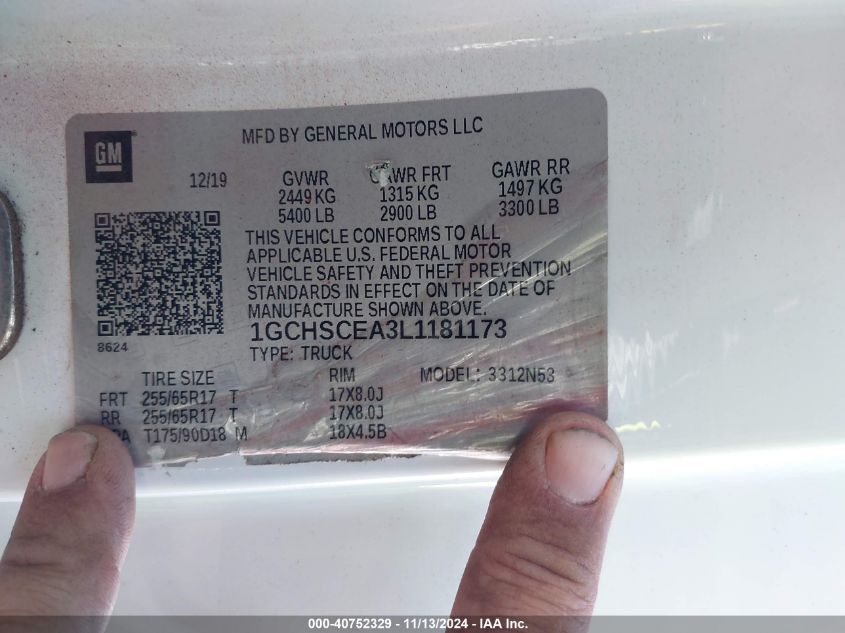 GM
MFD BY GENERAL MOTORS LLC
12/19 GVWR GAWR FRT GAWR RR
2449 KG 1315 KG 1497 KG
5400 LB 2900 LB 3300 LB
THIS VEHICLE CONFORMS TO ALL
APPLICABLE U.S. FEDERAL MOTOR
VEHICLE SAFETY AND THEFT PREVENTION
STANDARDS IN EFFECT ON THE DATE OF
MANUFACTURE SHOWN ABOVE.
1GCHSCEA3L1181173
8624
TYPE: TRUCK
TIRE SIZE RIM MODEL: 3312N53
FRT 255/65R17 T 17X8.0J
RR 255/65R17 T 17X8.0J
T175/90D18 M 18X4.5B
000-40752329 - 11/13/2024 - IAA Inc.